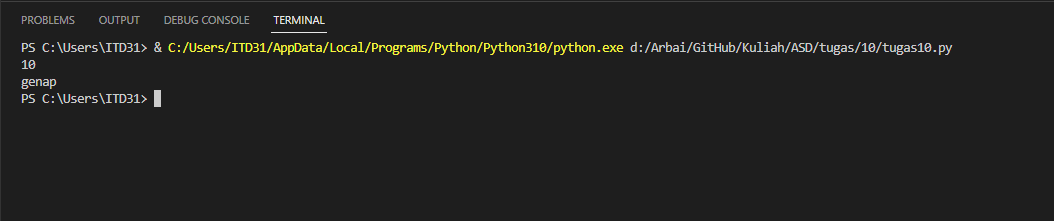 PROBLEMS OUTPUT DEBUG CONSOLE TERMINAL
PS C:\Users\ITD31> & C:/Users/ITD31/AppData/Local/Programs/Python/Python310/python.exe d:/Arbai/GitHub/Kuliah/ASD/tugas/10/tugas10.py
10
genap
PS C:\Users\ITD31>